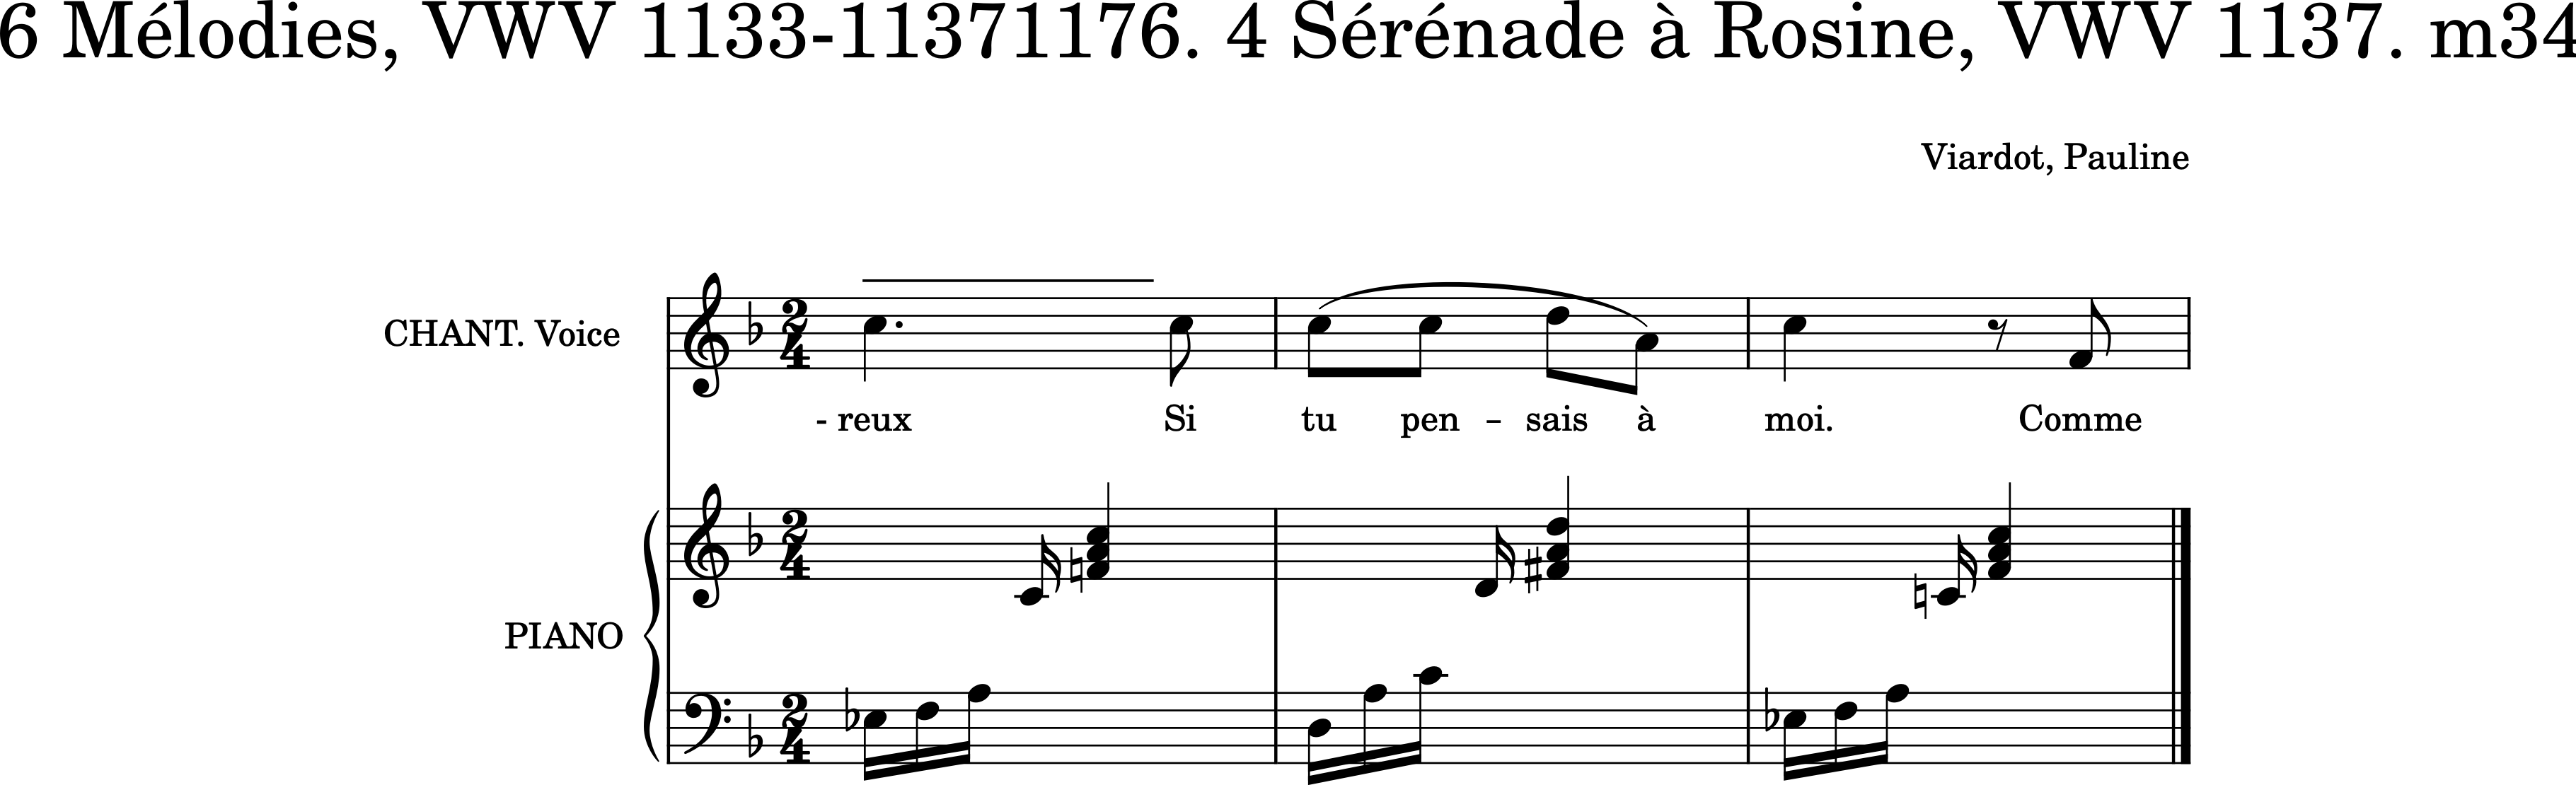 6 Mélodies, VWV 1133-11371176. 4 Sérénade à Rosine, VWV 1137. m34
Viardot, Pauline
CHANT. Voice
- reux Si tu pen – sais à moi. Comme
PIANO